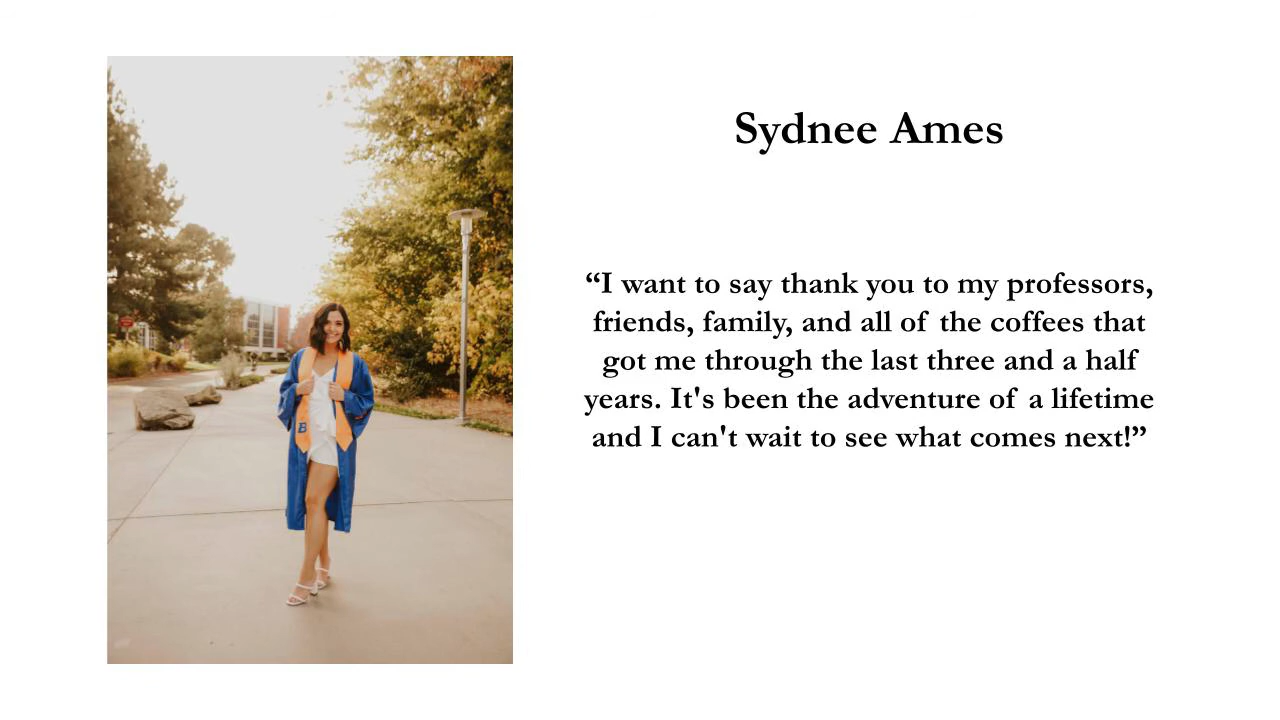 Sydnee Ames
“I want to say thank you to my professors,
friends, family, and all of the coffees that
got me through the last three and a half
years. It's been the adventure of a lifetime
and I can't wait to see what comes next!”
B